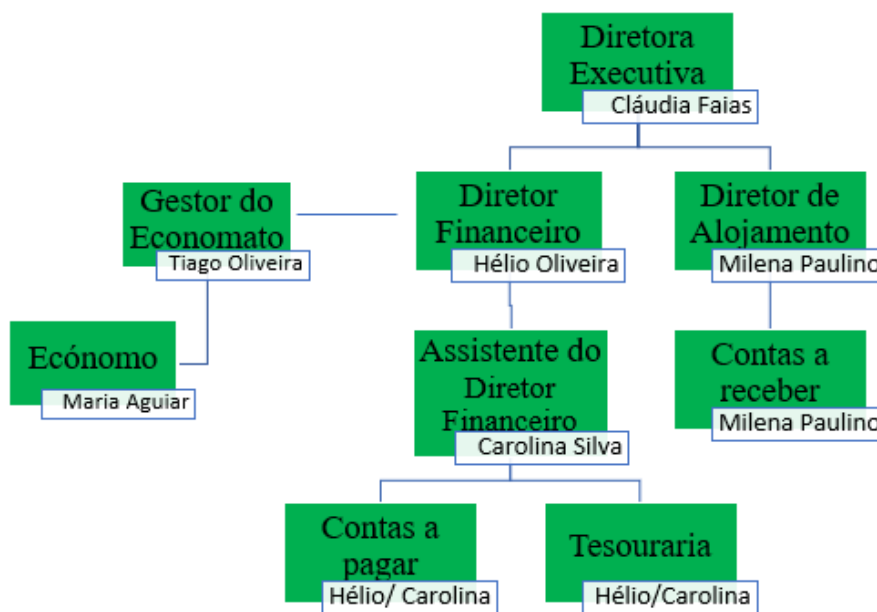 Diretora
Executiva
Cláudia Faias
Gestor do
Economato
Tiago Oliveira
Diretor
Financeiro
Hélio Oliveira
Diretor de
Alojamento
Milena Paulino
Ecónomo
Maria Aguiar
Assistente do
Diretor
Financeiro
Carolina Silva
Contas a
receber
Milena Paulino
Contas a
pagar
Hélio/ Carolina
Tesouraria
Hélio/Carolina